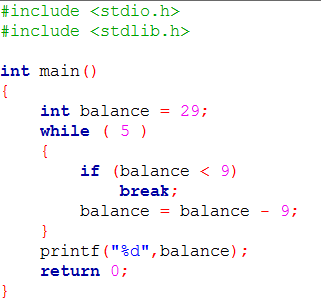 #include <stdio.h>
#include <stdlib.h>
int main()
{
    int balance = 29;
    while ( 5 )
    {
        if (balance < 9)
            break;
        balance = balance - 9;
    }
    printf("%d",balance);
    return 0;
}